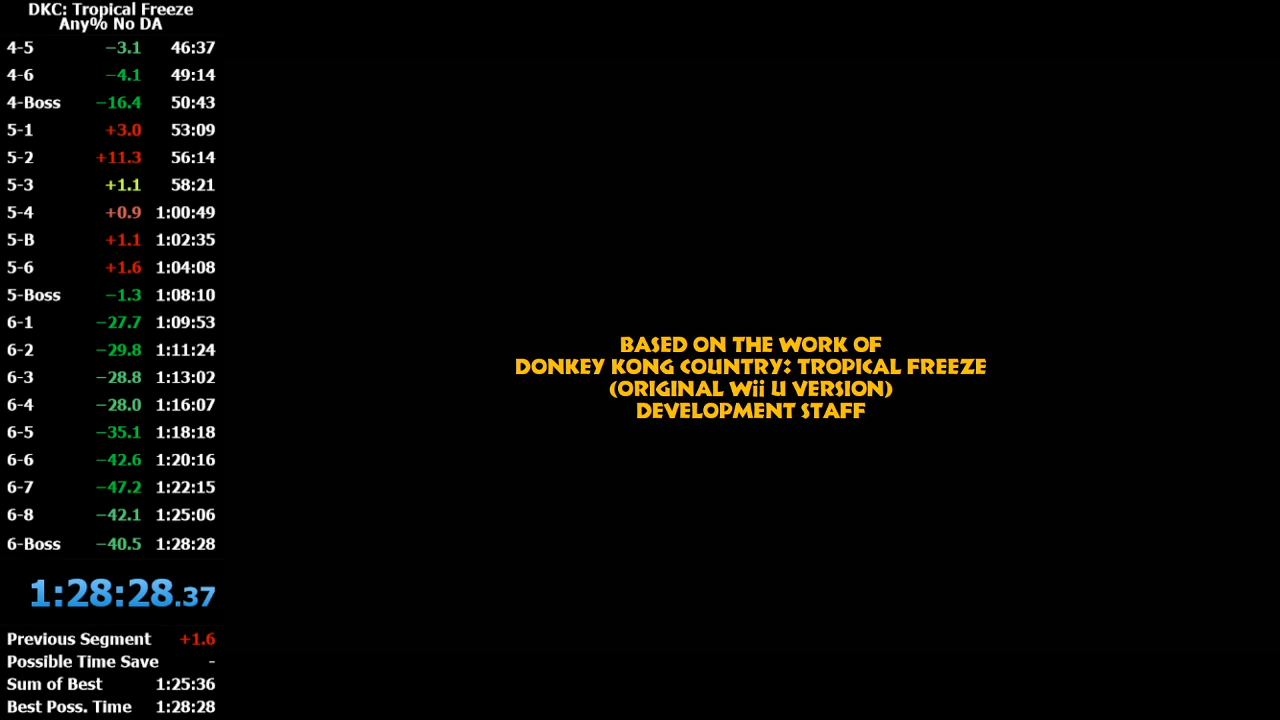 DKC: Tropical Freeze
Any% No DA
4-5 −3.1 46:37
4-6 −4.1 49:14
4-Boss −16.4 50:43
5-1 +3.0 53:09
5-2 +11.3 56:14
5-3 +1.1 58:21
5-4 +0.9 1:00:49
5-B +1.1 1:02:35
5-6 +1.6 1:04:08
5-Boss −1.3 1:08:10
6-1 −27.7 1:09:53
6-2 −29.8 1:11:24
6-3 −28.8 1:13:02
6-4 −28.0 1:16:07
6-5 −35.1 1:18:18
6-6 −42.6 1:20:16
6-7 −47.2 1:22:15
6-8 −42.1 1:25:06
6-Boss −40.5 1:28:28
1:28:28.37
Previous Segment +1.6
Possible Time Save -
Sum of Best 1:25:36
Best Poss. Time 1:28:28
BASED ON THE WORK OF
DONKEY KONG COUNTRY: TROPICAL FREEZE
(ORIGINAL Wii U VERSION)
DEVELOPMENT STAFF